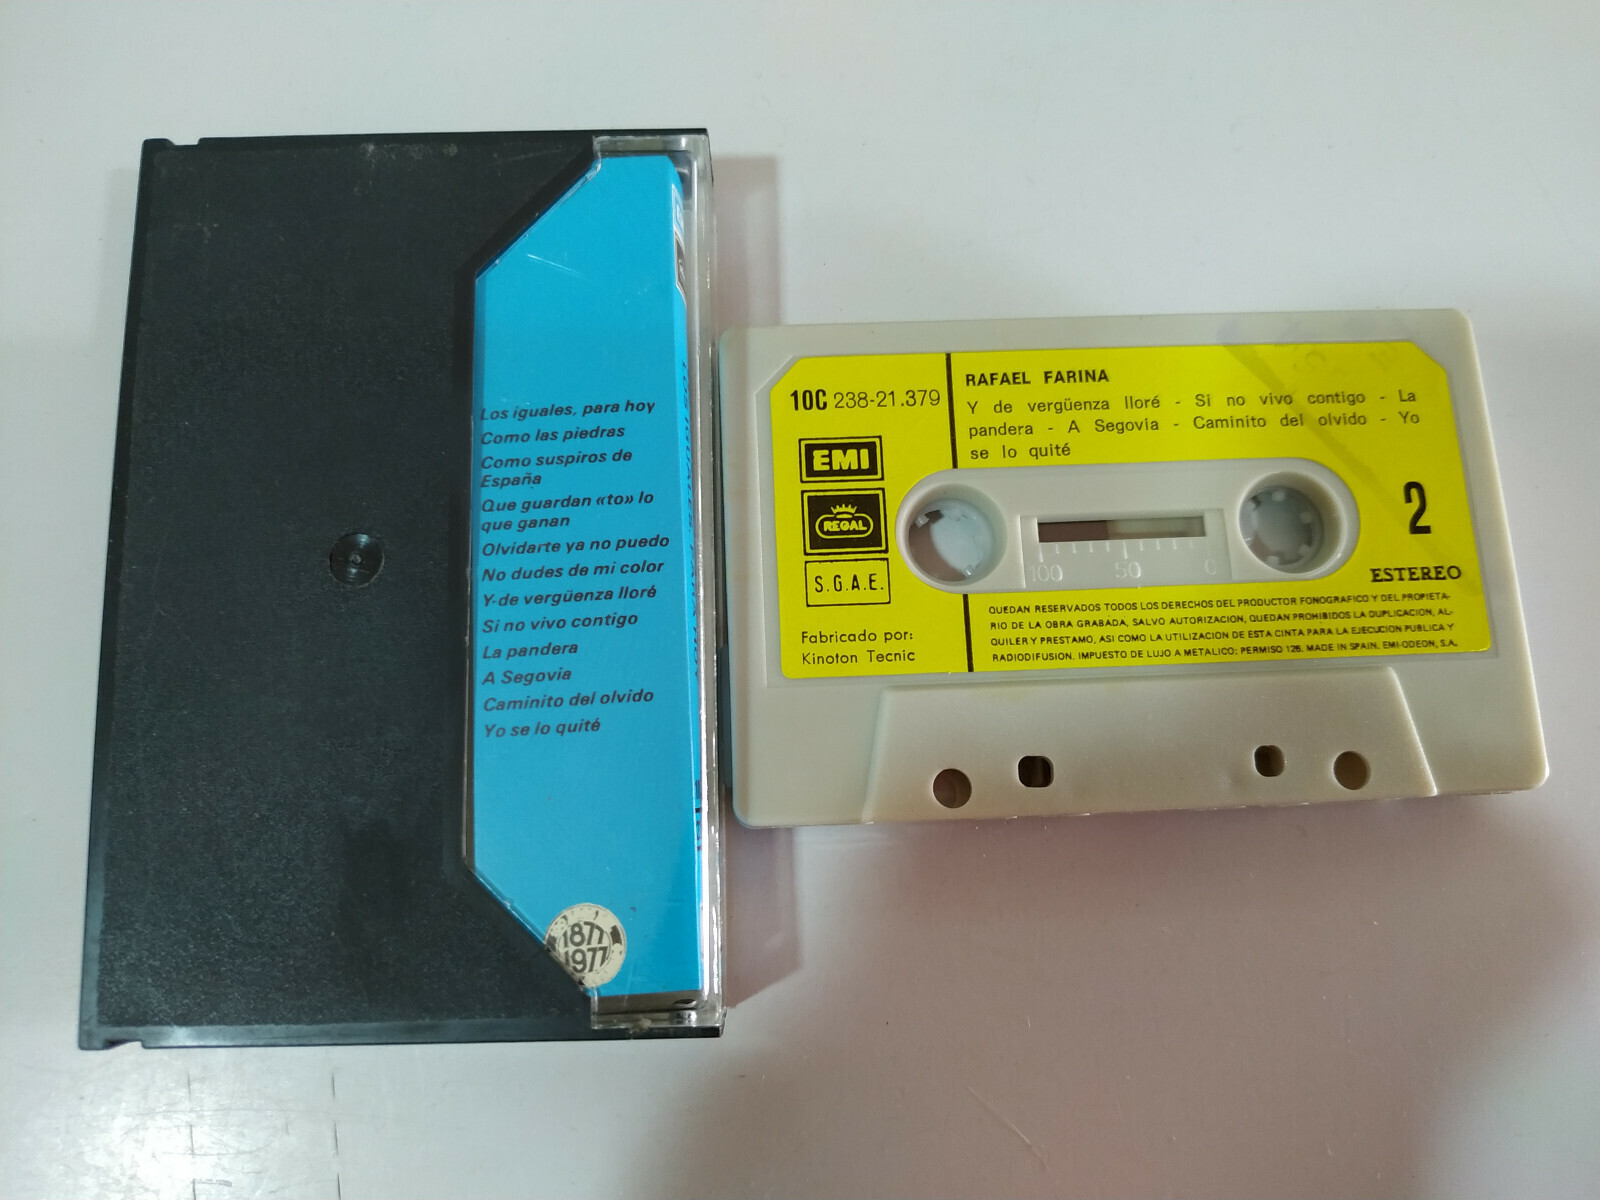 Los iguales, para hoy
Como las piedras
Como suspiros de
España
Que guardan «to» lo
que ganan
Olvidarte ya no puedo
No dudes de mi color
Y de vergüenza lloré
Si no vivo contigo
La pandera
A Segovia
Caminito del olvido
Yo se lo quité
1877
1977
10C 238-21.379
EMI
REGAL
S.G.A.E.
Fabricado por:
Kinoton Tecnic
RAFAEL FARINA
Y de vergüenza lloré - Si no vivo contigo - La
pandera - A Segovia - Caminito del olvido - Yo
se lo quité
2
ESTEREO
100 50 0
QUEDAN RESERVADOS TODOS LOS DERECHOS DEL PRODUCTOR FONOGRAFICO Y DEL PROPIETA-
RIO DE LA OBRA GRABADA, SALVO AUTORIZACION, QUEDAN PROHIBIDOS LA DUPLICACION, AL-
QUILER Y PRESTAMO, ASI COMO LA UTILIZACION DE ESTA CINTA PARA LA EJECUCION PUBLICA Y
RADIODIFUSION. IMPUESTO DE LUJO A METALICO: PERMISO 126. MADE IN SPAIN. EMI-ODEON, S.A.